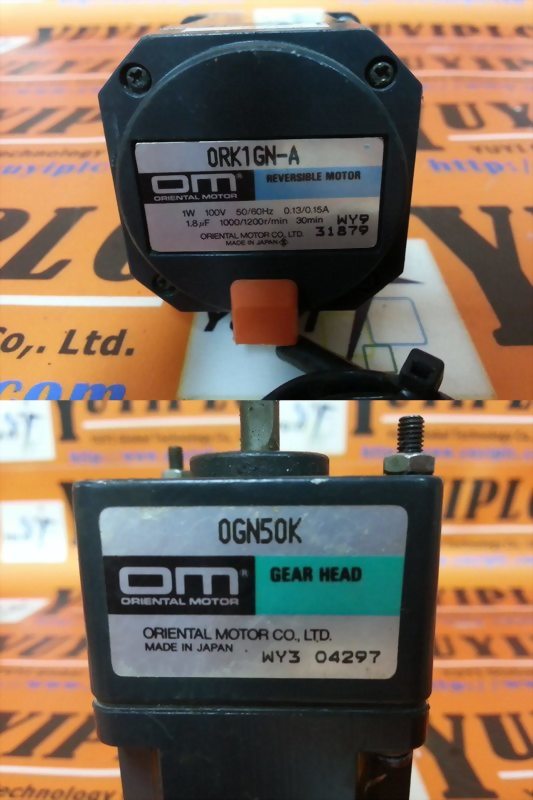 0RK1GN-A
OM®
ORIENTAL MOTOR
REVERSIBLE MOTOR
1W 100V 50/60Hz 0.13/0.15A
1.8μF 1000/1200r/min 30min WY9
ORIENTAL MOTOR CO., LTD. 31879
MADE IN JAPAN
YUYI
Co,. Ltd.
.com
0GN50K
OM®
ORIENTAL MOTOR
GEAR HEAD
ORIENTAL MOTOR CO., LTD.
MADE IN JAPAN WY3 04297